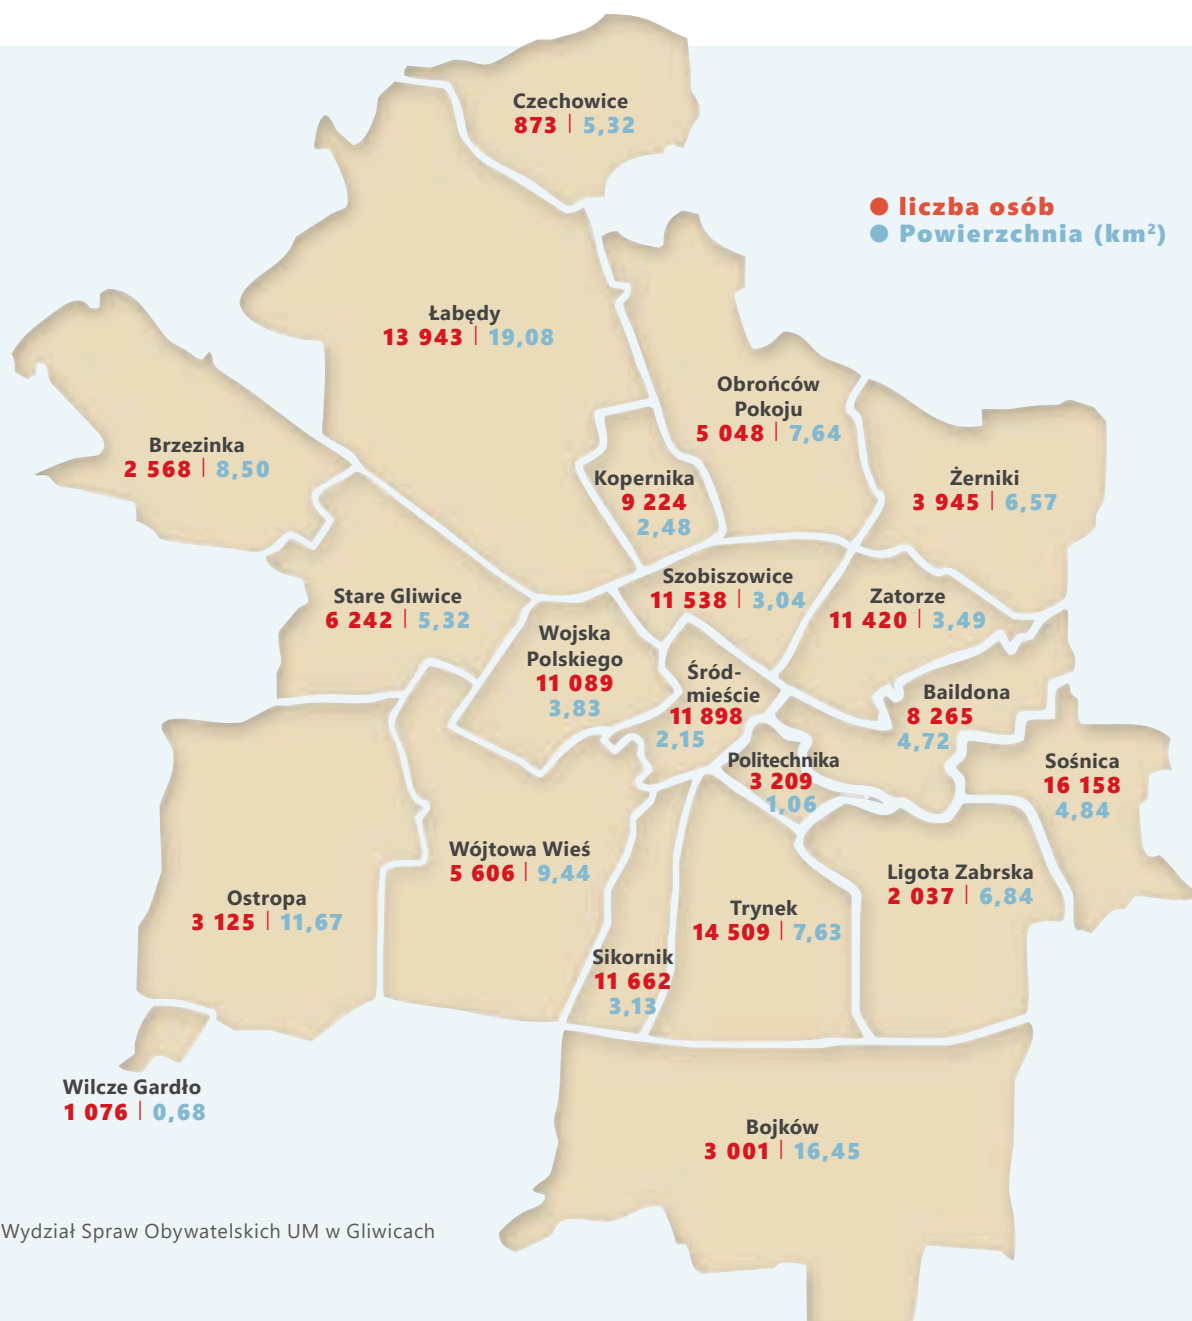 Czechowice
873 | 5,32
liczba osób
Powierzchnia (km²)
Łabędy
13 943 | 19,08
Obrońców
Pokoju
5 048 | 7,64
Brzezinka
2 568 | 8,50
Kopernika
9 224
2,48
Żerniki
3 945 | 6,57
Szobiszowice
11 538 | 3,04
Stare Gliwice
6 242 | 5,32
Zatorze
11 420 | 3,49
Wojska
Polskiego
11 089
3,83
Śród-
mieście
11 898
2,15
Baildona
8 265
4,72
Politechnika
3 209
1,06
Sośnica
16 158
4,84
Wójtowa Wieś
5 606 | 9,44
Ligota Zabrska
2 037 | 6,84
Ostropa
3 125 | 11,67
Trynek
14 509 | 7,63
Sikornik
11 662
3,13
Wilcze Gardło
1 076 | 0,68
Bojków
3 001 | 16,45
Wydział Spraw Obywatelskich UM w Gliwicach